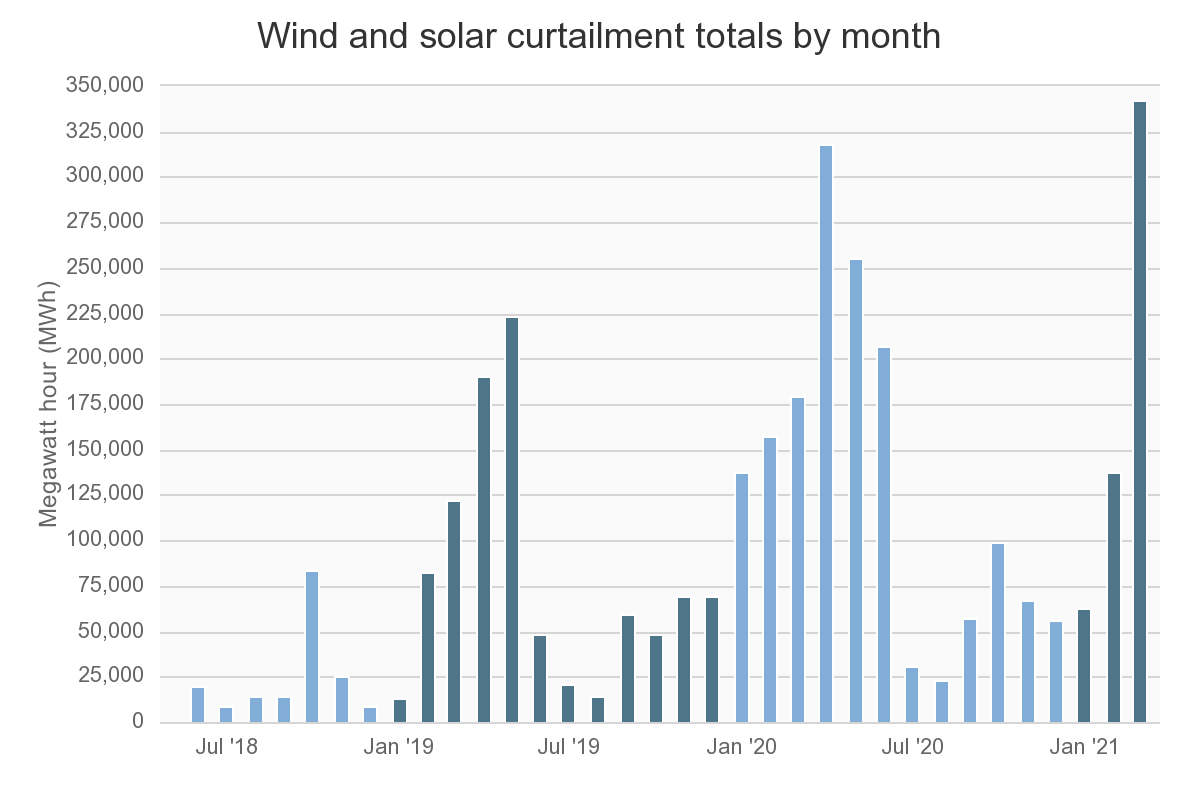 Wind and solar curtailment totals by month
Megawatt hour (MWh)
350,000
325,000
300,000
275,000
250,000
225,000
200,000
175,000
150,000
125,000
100,000
75,000
50,000
25,000
0
Jul '18
Jan '19
Jul '19
Jan '20
Jul '20
Jan '21